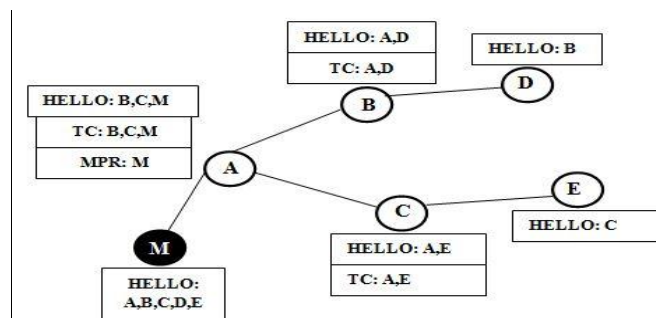 HELLO: A,D
TC: A,D
HELLO: B
D
B
HELLO: B,C,M
TC: B,C,M
MPR: M
A
E
C
HELLO: C
M
HELLO: A,E
TC: A,E
HELLO:
A,B,C,D,E